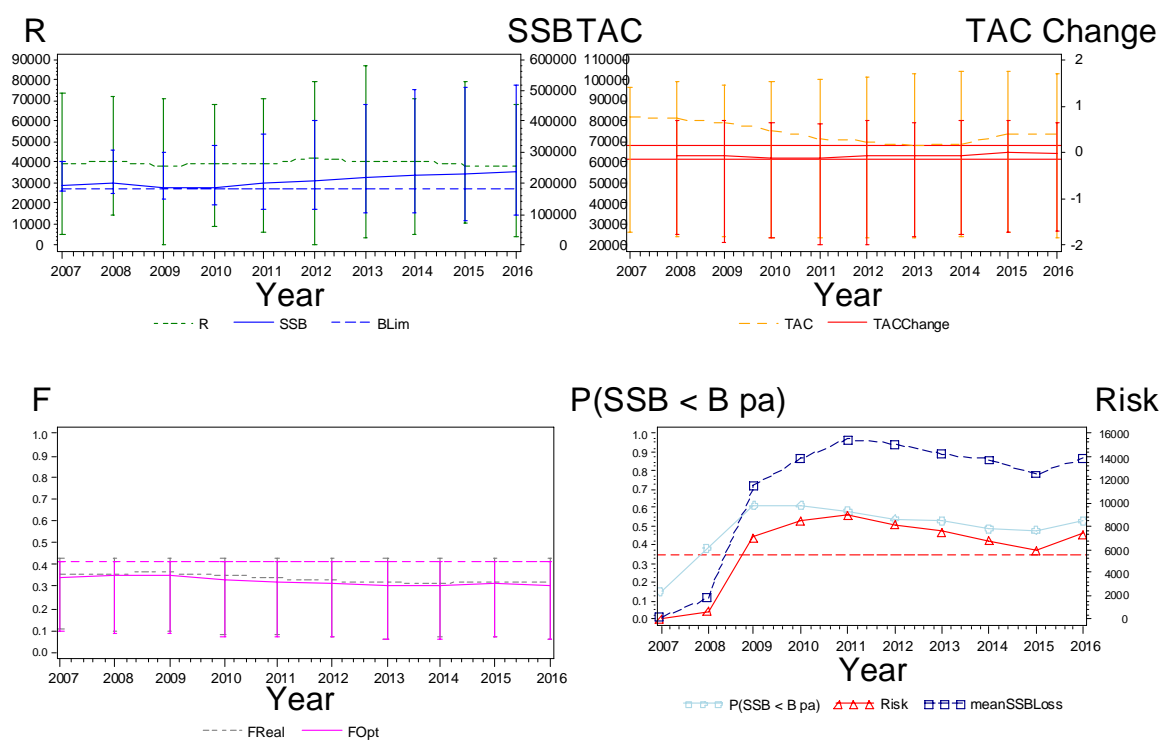 R SSB TAC TAC Change
90000 600000 110000 2
80000 500000 100000
70000 90000 1
60000 400000 80000
50000 300000 70000 0
40000 60000
30000 200000 50000 -1
20000 100000 40000
10000 30000
0 0 20000 -2
2007 2008 2009 2010 2011 2012 2013 2014 2015 2016 2007 2008 2009 2010 2011 2012 2013 2014 2015 2016
Year Year
R SSB BLim TAC TACChange
F P(SSB < B pa) Risk
1.0 1.0 16000
0.9 0.9 14000
0.8 0.8 12000
0.7 0.7
0.6 0.6 10000
0.5 0.5 8000
0.4 0.4 6000
0.3 0.3
0.2 0.2 4000
0.1 0.1 2000
0.0 0.0 0
2007 2008 2009 2010 2011 2012 2013 2014 2015 2016 2007 2008 2009 2010 2011 2012 2013 2014 2015 2016
Year Year
P(SSB < B pa) Risk meanSSBLoss
FReal FOpt